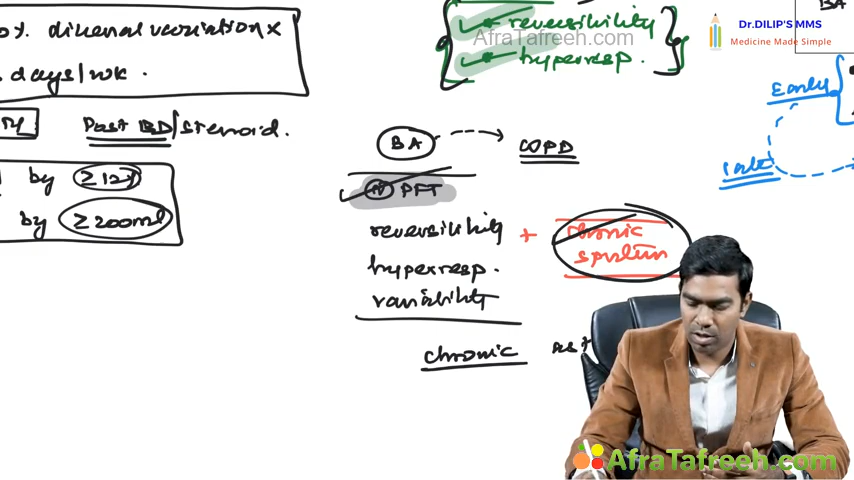 diurnal variation x
days/wk.
Post BD/steroid.
by ≥12%
by ≥200ml
reversibility
AfraTafreeh.com
hyperresp.
Dr.DILIP'S MMS
Medicine Made Simple
BA
Early
late
BA
COPD
PFT
reversibility + chronic
sputum
hyperresp.
variability
chronic
AfraTafreeh.com